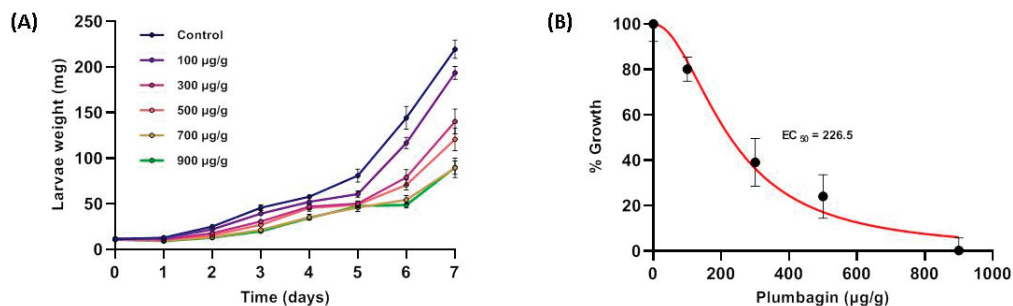 (A)
250
200
150
100
50
0
Larvae weight (mg)
Control
100 µg/g
300 µg/g
500 µg/g
700 µg/g
900 µg/g
0 1 2 3 4 5 6 7
Time (days)
(B)
100
80
60
40
20
0
% Growth
EC 50 = 226.5
0 200 400 600 800 1000
Plumbagin (µg/g)